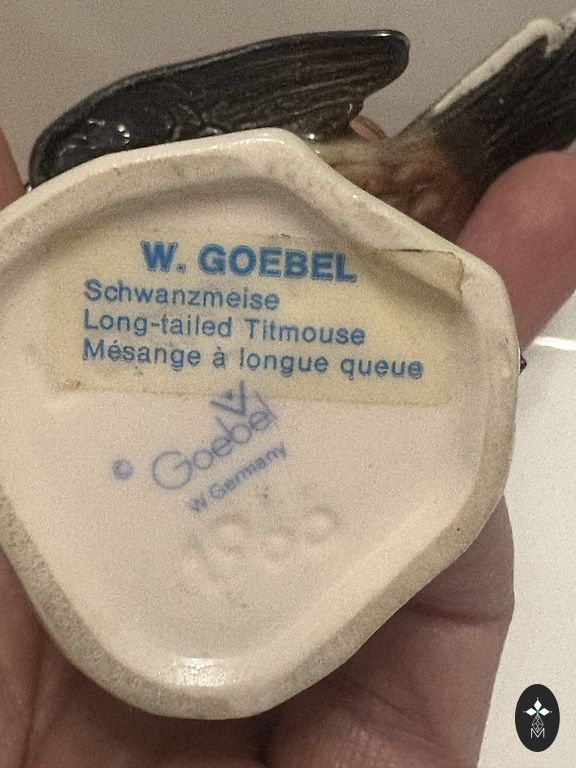 W. GOEBEL
Schwanzmeise
Long-tailed Titmouse
Mésange à longue queue
© Goebel
W Germany